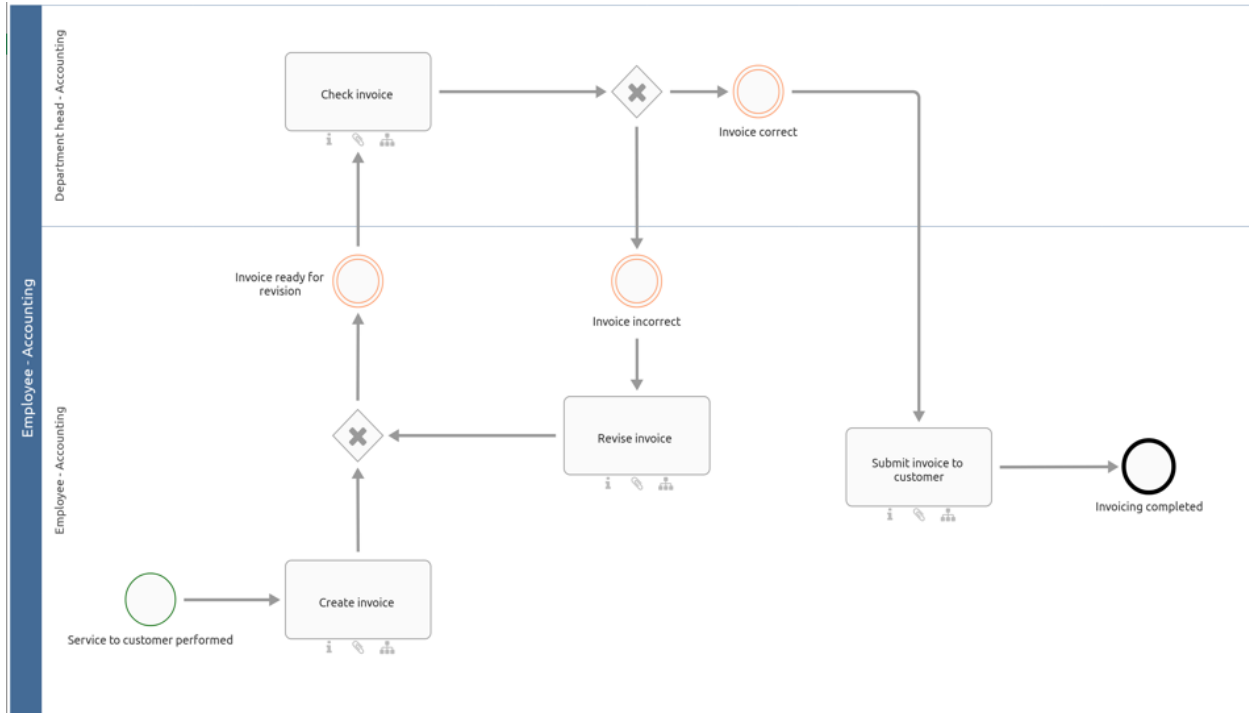 Employee - Accounting
Department head - Accounting
Check invoice
Invoice correct
Employee - Accounting
Invoice ready for
revision
Invoice incorrect
Revise invoice
Submit invoice to
customer
Invoicing completed
Create invoice
Service to customer performed